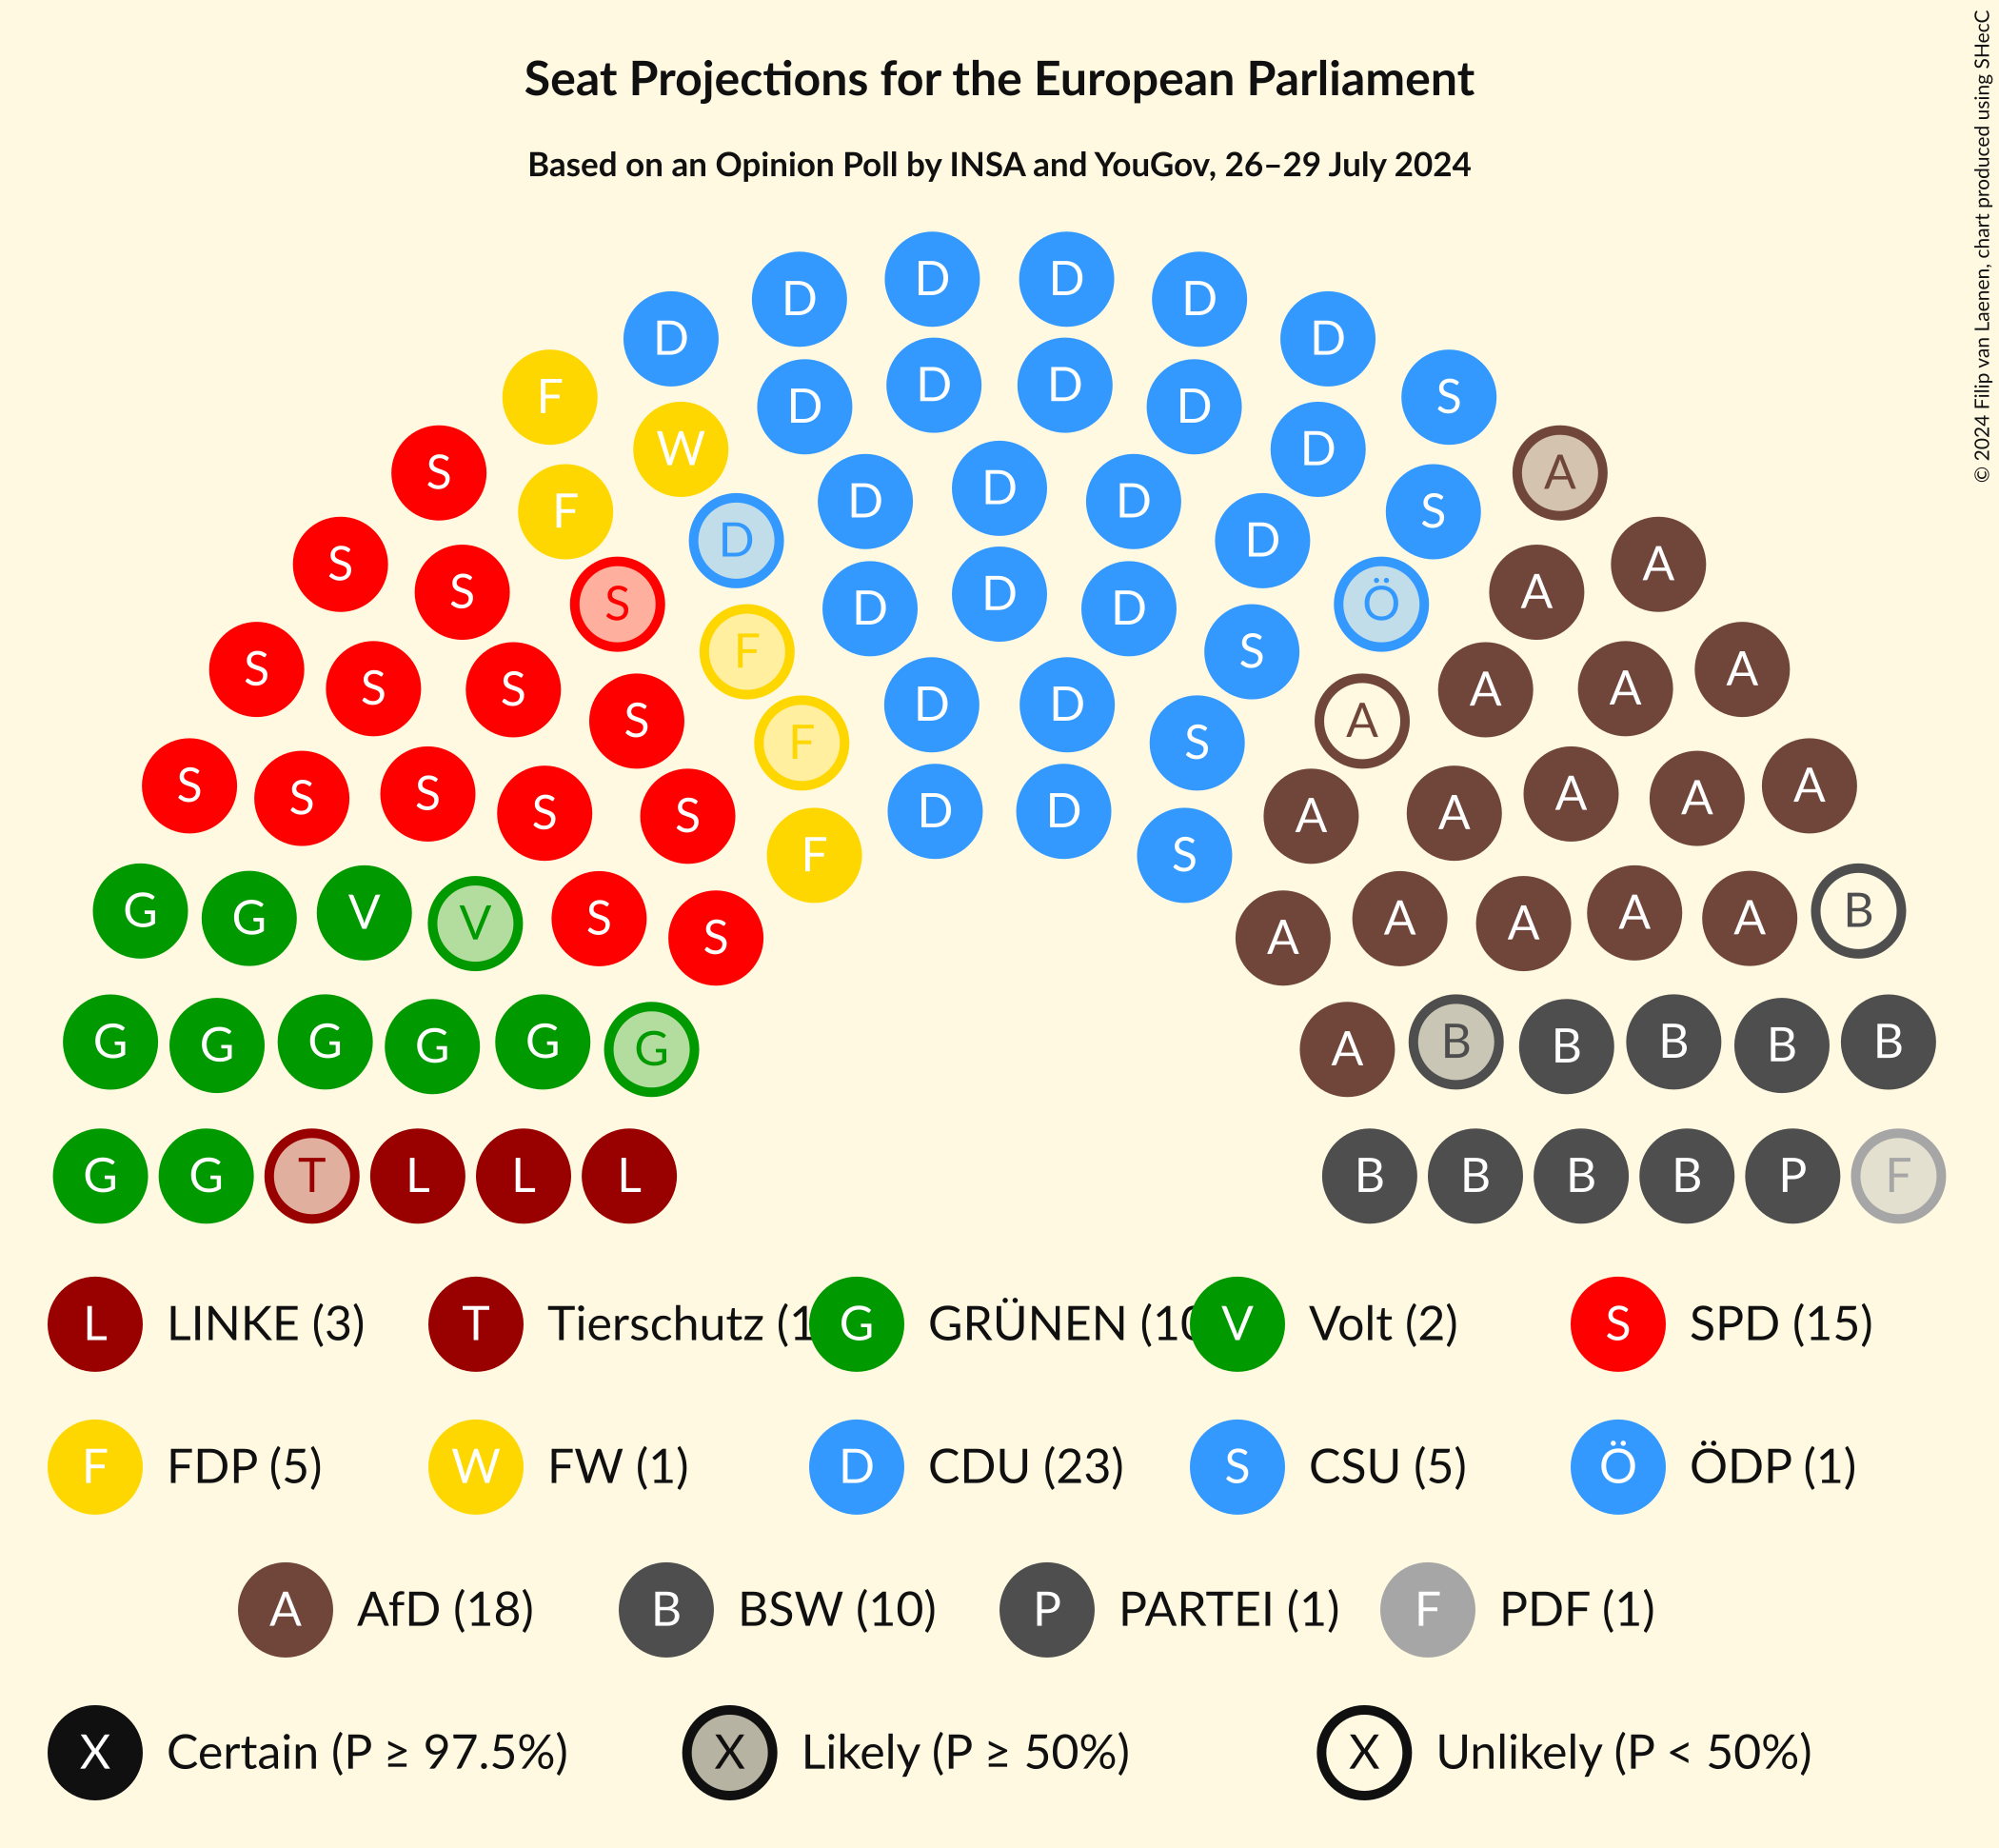 Seat Projections for the European Parliament
Based on an Opinion Poll by INSA and YouGov, 26–29 July 2024
© 2024 Filip van Laenen, chart produced using SHecC
D D D D
D D
F D D D D S
W D
S D D D A
F D D S
S S S D D Ö A A
S S S F D D D S A A A
S S F D D S A A
S S S S S D D A A A A A
F S
G G V V S S A A A A A B
G G G G G G A B B B B B
G G T L L L B B B B P F
L LINKE (3) T Tierschutz (1 G GRÜNEN (10 V Volt (2) S SPD (15)
F FDP (5) W FW (1) D CDU (23) S CSU (5) Ö ÖDP (1)
A AfD (18) B BSW (10) P PARTEI (1) F PDF (1)
X Certain (P ≥ 97.5%) X Likely (P ≥ 50%) X Unlikely (P < 50%)